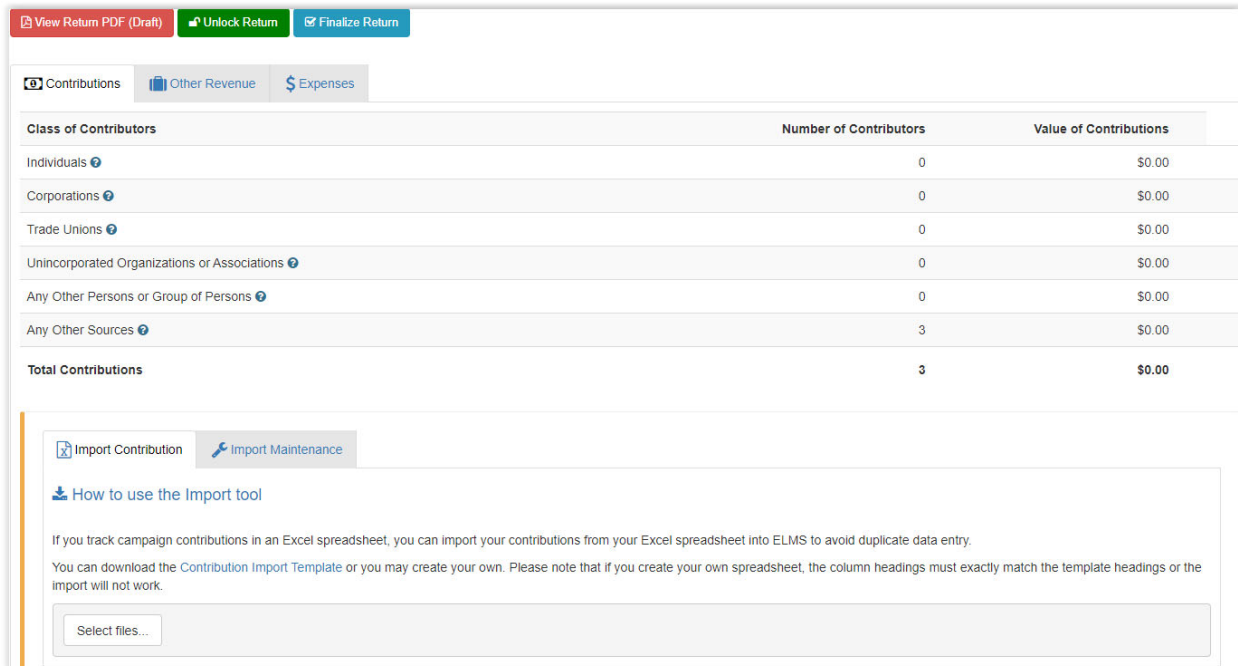 View Return PDF (Draft) Unlock Return Finalize Return
Contributions Other Revenue Expenses
Class of Contributors Number of Contributors Value of Contributions
Individuals 0 $0.00
Corporations 0 $0.00
Trade Unions 0 $0.00
Unincorporated Organizations or Associations 0 $0.00
Any Other Persons or Group of Persons 0 $0.00
Any Other Sources 3 $0.00
Total Contributions 3 $0.00
Import Contribution Import Maintenance
How to use the Import tool
If you track campaign contributions in an Excel spreadsheet, you can import your contributions from your Excel spreadsheet into ELMS to avoid duplicate data entry.
You can download the Contribution Import Template or you may create your own. Please note that if you create your own spreadsheet, the column headings must exactly match the template headings or the
import will not work.
Select files...